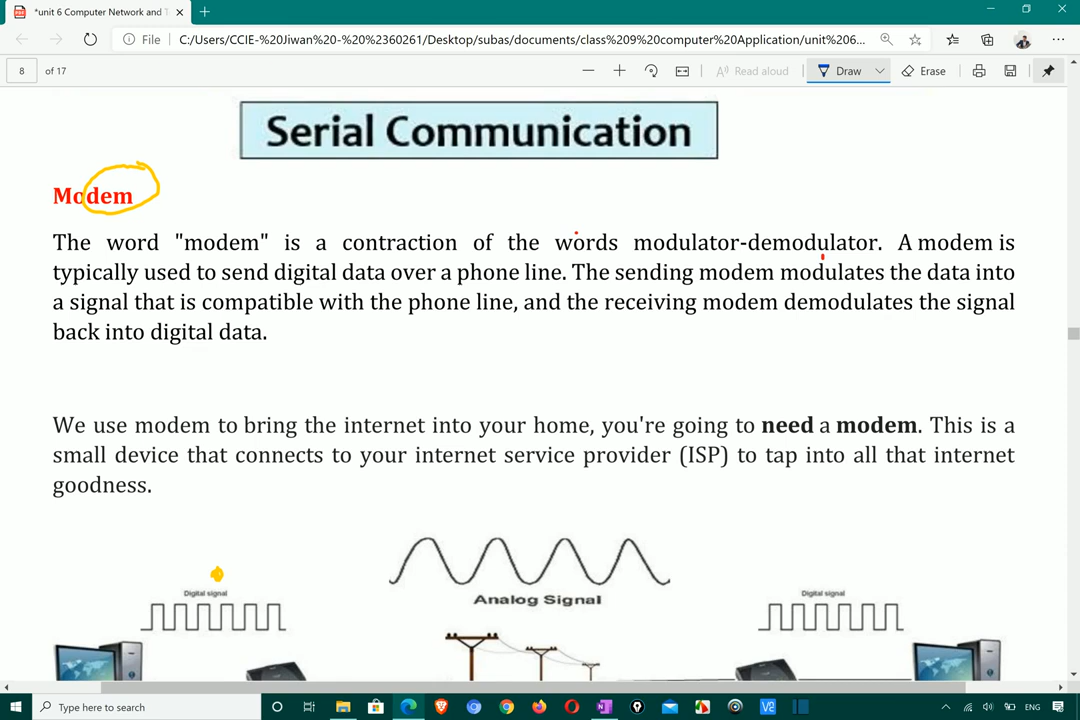 *unit 6 Computer Network and T
File
C:/Users/CCIE-%20Jiwan%20-%20%2360261/Desktop/subas/documents/class%209%20computer%20Application/unit%206...
8 of 17
Read aloud
Draw
Erase
Serial Communication
Modem
The word "modem" is a contraction of the words modulator-demodulator. A modem is
typically used to send digital data over a phone line. The sending modem modulates the data into
a signal that is compatible with the phone line, and the receiving modem demodulates the signal
back into digital data.
We use modem to bring the internet into your home, you're going to need a modem. This is a
small device that connects to your internet service provider (ISP) to tap into all that internet
goodness.
Digital signal
Analog Signal
Digital signal
Type here to search
ENG